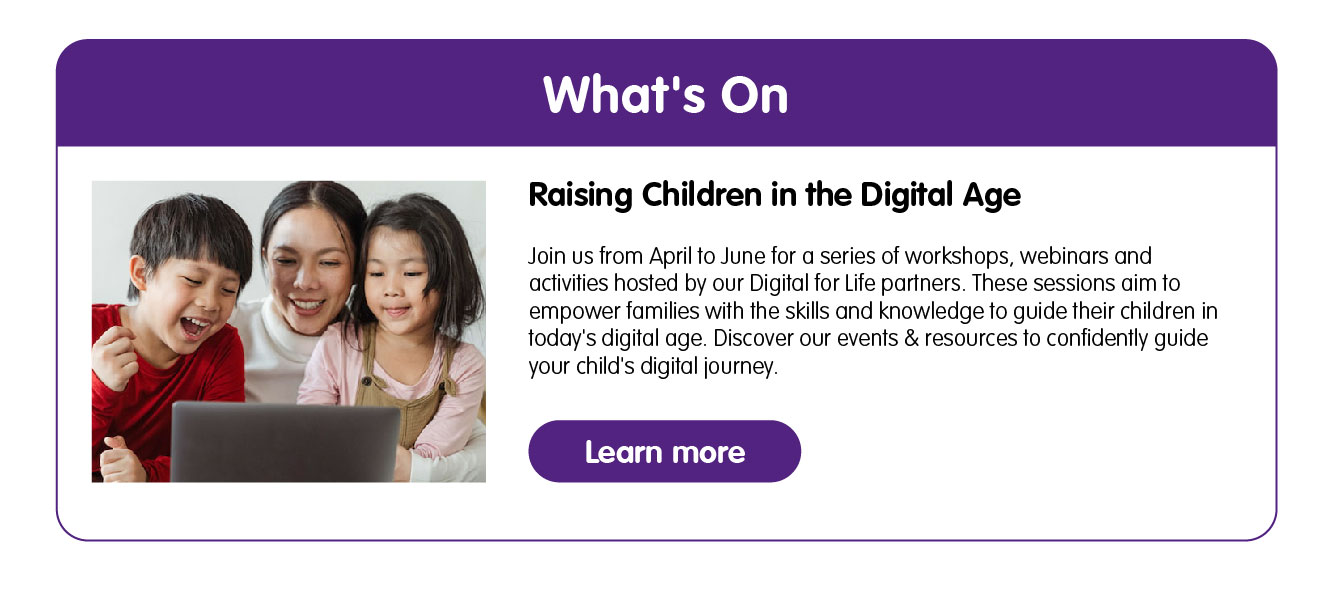 What's On
Raising Children in the Digital Age
Join us from April to June for a series of workshops, webinars and
activities hosted by our Digital for Life partners. These sessions aim to
empower families with the skills and knowledge to guide their children in
today's digital age. Discover our events & resources to confidently guide
your child's digital journey.
Learn more